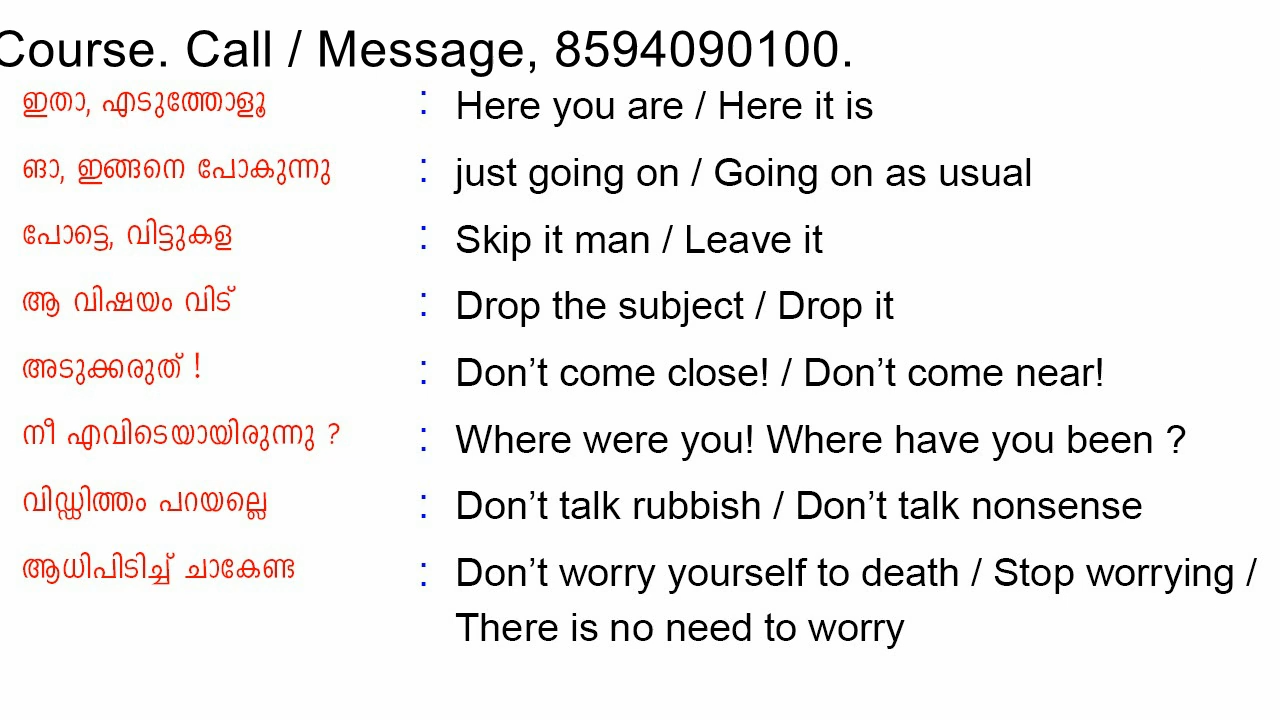 Course. Call / Message, 8594090100.
ഇതാ, എടുത്തോളൂ : Here you are / Here it is
ഓ, ഇങ്ങനെ പോകുന്നു : just going on / Going on as usual
പോട്ടെ, വിട്ടുകള : Skip it man / Leave it
ആ വിഷയം വിട് : Drop the subject / Drop it
അടുക്കരുത് ! : Don’t come close! / Don’t come near!
നീ എവിടെയായിരുന്നു ? : Where were you! Where have you been ?
വിഡ്ഢിത്തം പറയല്ലെ : Don’t talk rubbish / Don’t talk nonsense
ആധിപിടിച്ച് ചാകേണ്ട : Don’t worry yourself to death / Stop worrying /
There is no need to worry